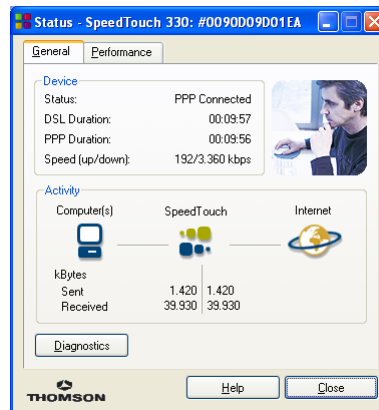 Status - SpeedTouch 330: #0090D09D01EA
General Performance
Device
Status: PPP Connected
DSL Duration: 00:09:57
PPP Duration: 00:09:56
Speed (up/down): 192/3.360 kbps
Activity
Computer(s) SpeedTouch Internet
kBytes
Sent 1.420 1.420
Received 39.930 39.930
Diagnostics
THOMSON Help Close